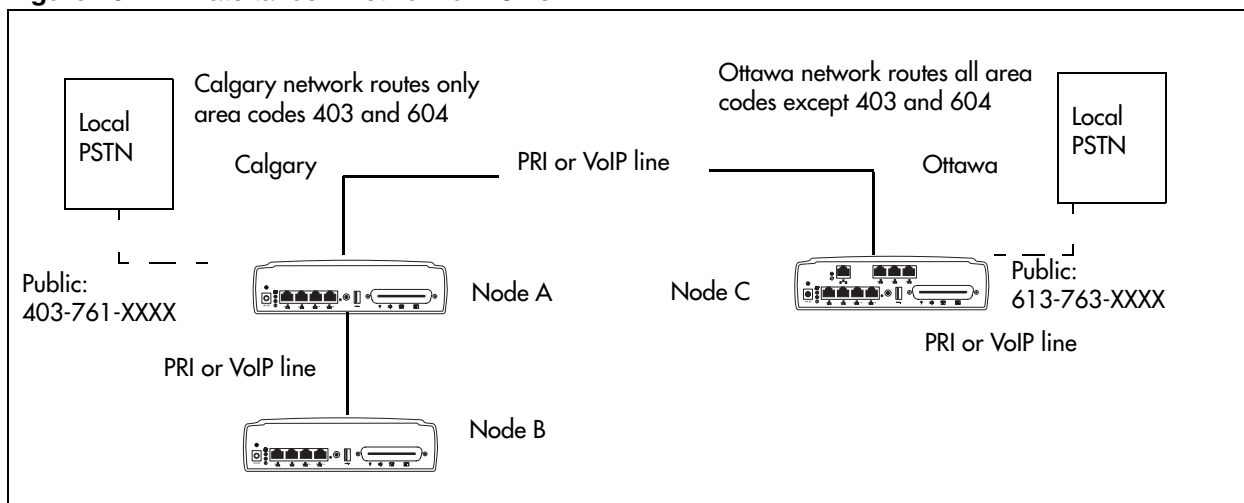 Calgary network routes only
area codes 403 and 604
Ottawa network routes all area
codes except 403 and 604
Local
PSTN
Local
PSTN
Calgary
PRI or VoIP line
Ottawa
Public:
403-761-XXXX
Node A
Node C
Public:
613-763-XXXX
PRI or VoIP line
PRI or VoIP line
Node B